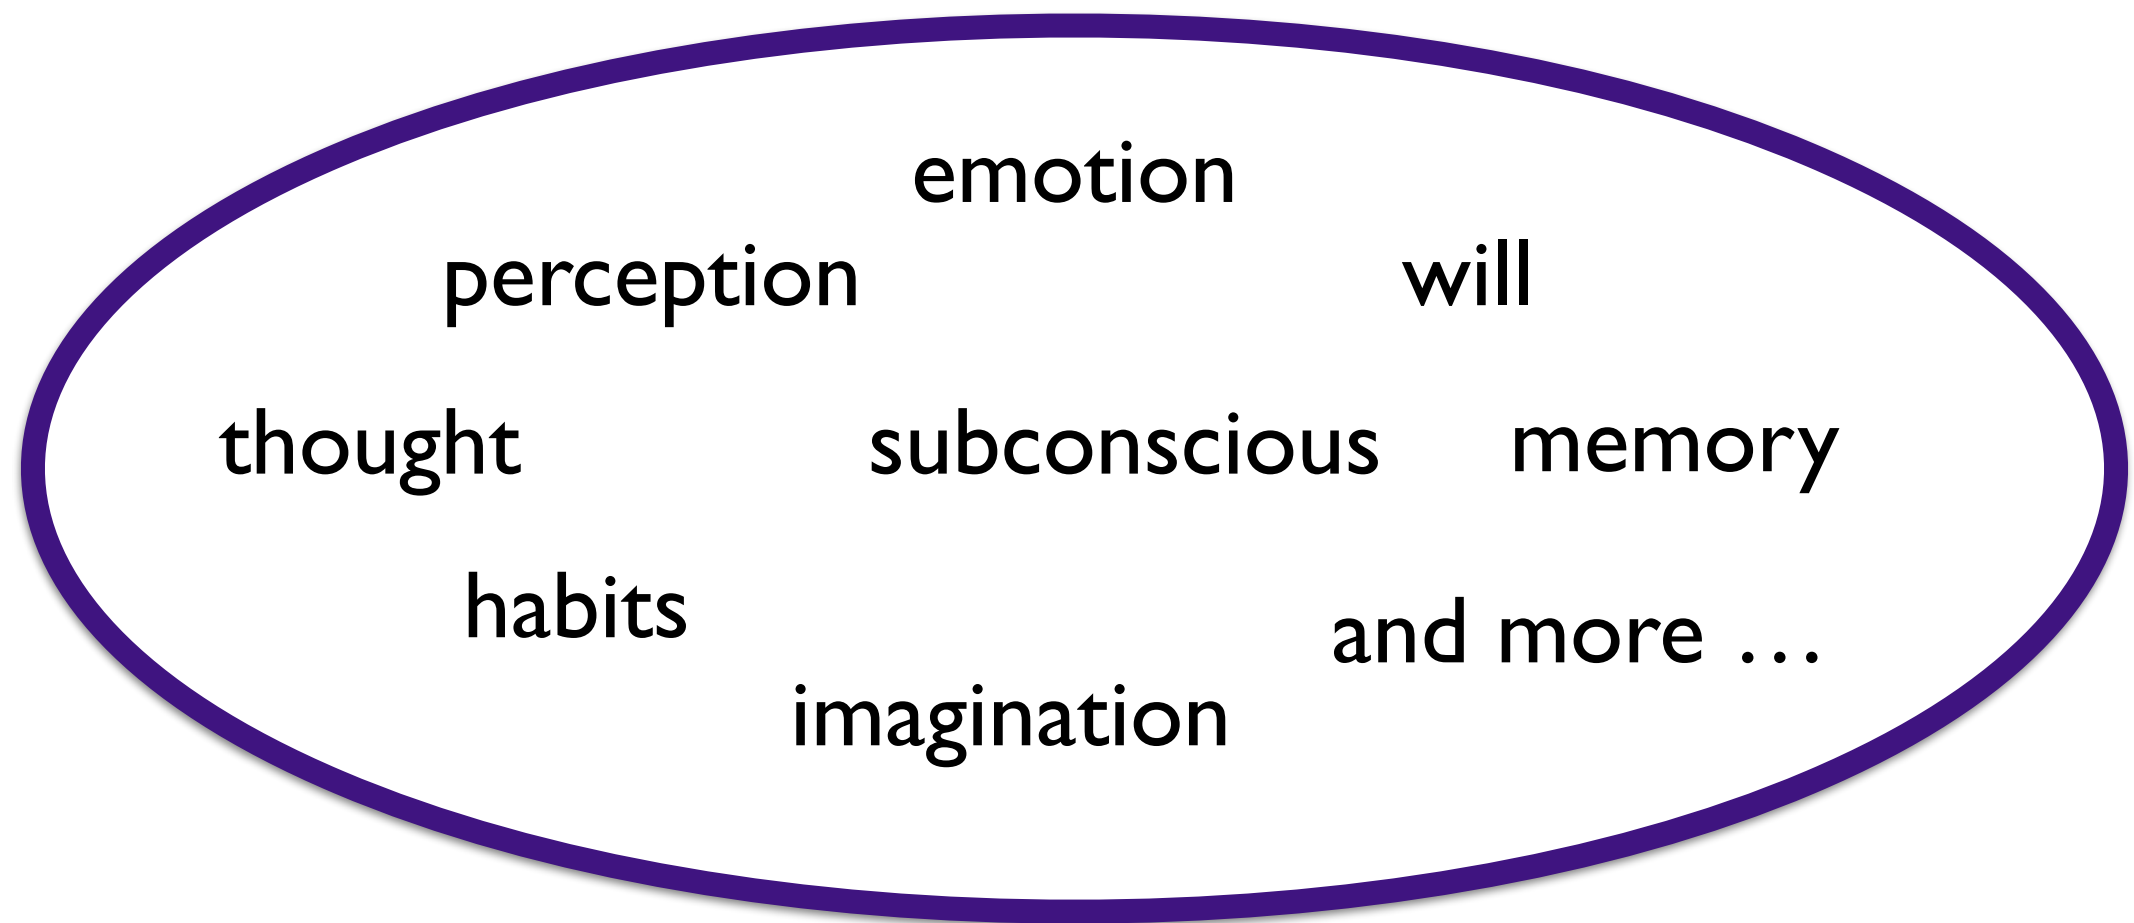 emotion
perception
will
thought
subconscious
memory
habits
and more …
imagination